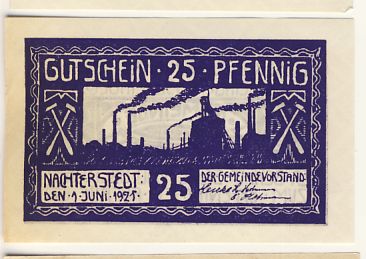 GUTSCHEIN · 25 · PFENNIG
NACHTERSTEDT:
DEN · 1 · JUNI · 1921 ·
25
DER GEMEINDEVORSTAND